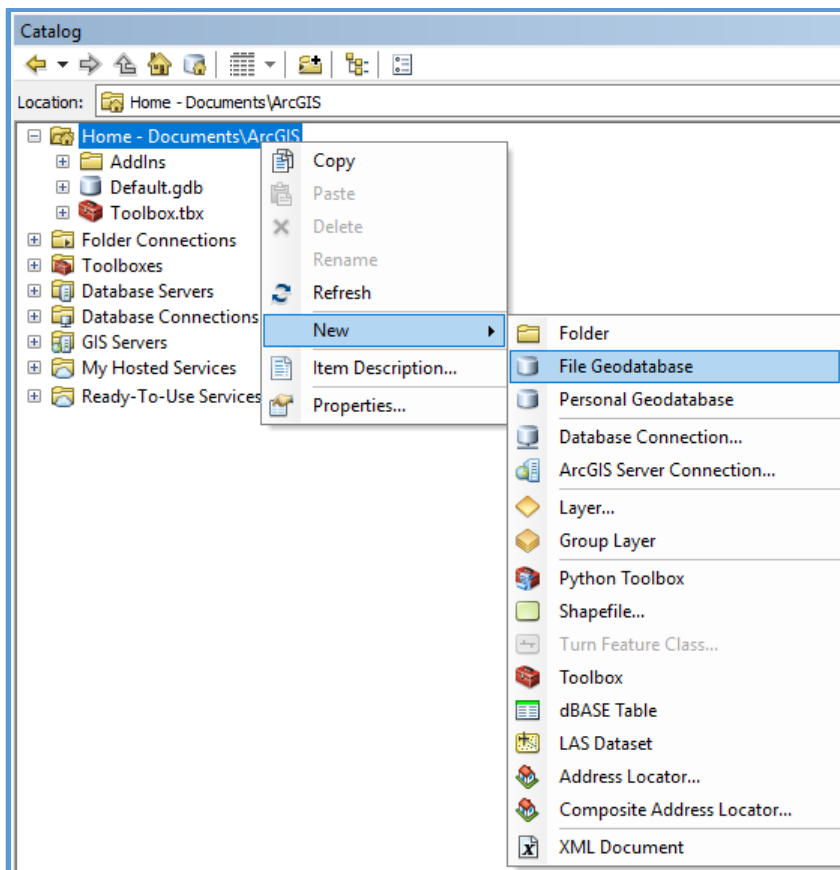 Catalog
Location: Home - Documents\ArcGIS
Home - Documents\ArcGIS
AddIns
Default.gdb
Toolbox.tbx
Folder Connections
Toolboxes
Database Servers
Database Connections
GIS Servers
My Hosted Services
Ready-To-Use Services
Copy
Paste
Delete
Rename
Refresh
New
Item Description...
Properties...
Folder
File Geodatabase
Personal Geodatabase
Database Connection...
ArcGIS Server Connection...
Layer...
Group Layer
Python Toolbox
Shapefile...
Turn Feature Class...
Toolbox
dBASE Table
LAS Dataset
Address Locator...
Composite Address Locator...
XML Document